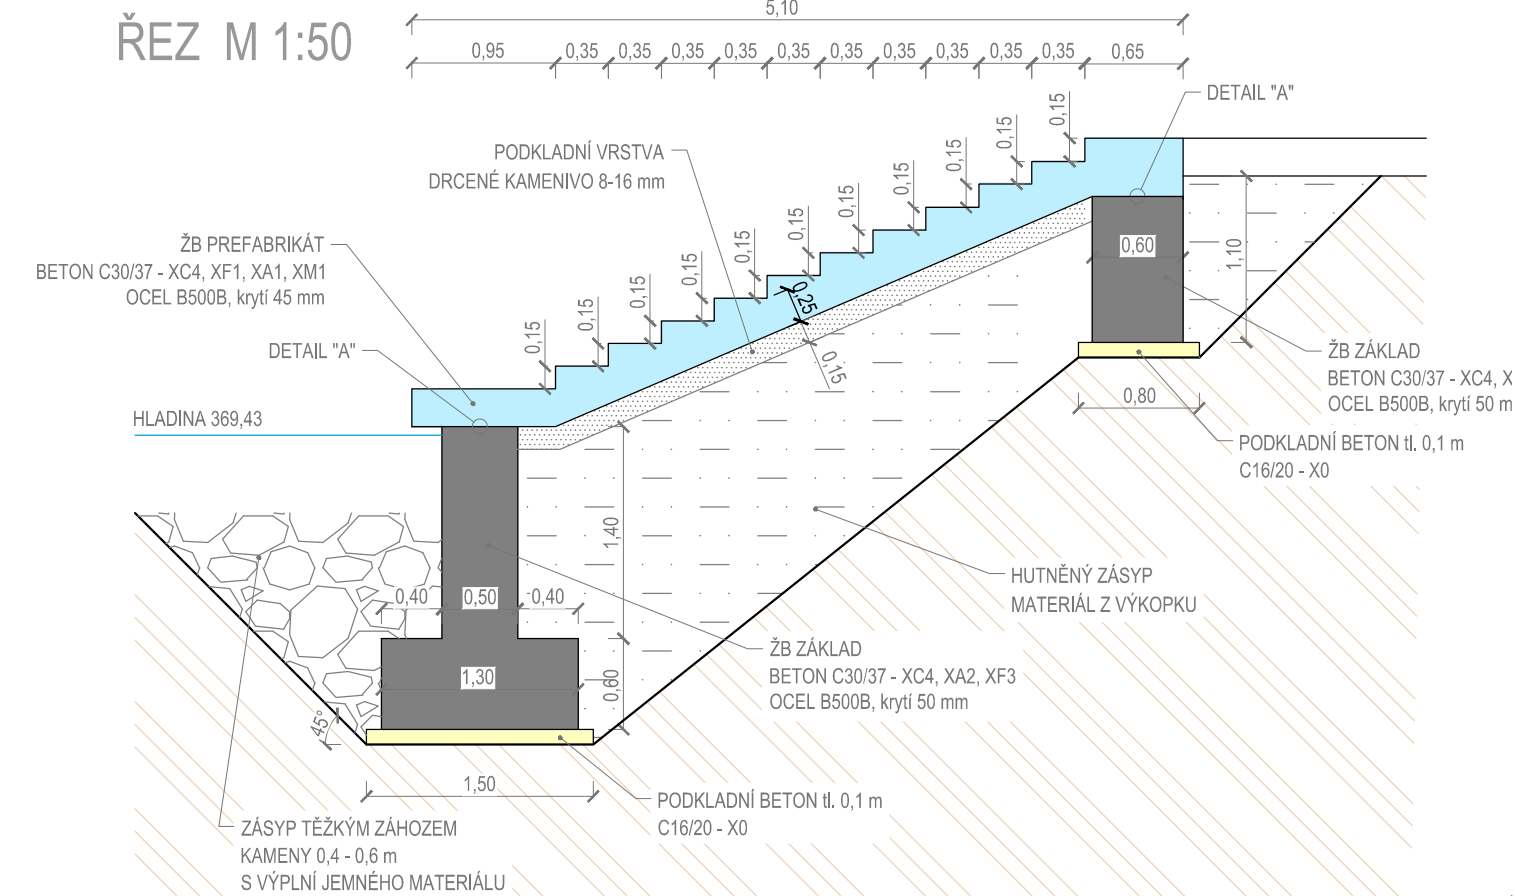 ŘEZ M 1:50
5,10
0,95 0,35 0,35 0,35 0,35 0,35 0,35 0,35 0,35 0,35 0,35 0,65
DETAIL "A"
0,15
0,15
0,15
0,15
0,15
0,15
0,15
0,15
0,15
0,15
0,15
PODKLADNÍ VRSTVA
DRCENÉ KAMENIVO 8-16 mm
ŽB PREFABRIKÁT
BETON C30/37 - XC4, XF1, XA1, XM1
OCEL B500B, krytí 45 mm
DETAIL "A"
HLADINA 369,43
0,25
0,15
0,60
1,10
ŽB ZÁKLAD
BETON C30/37 - XC4, X
OCEL B500B, krytí 50 m
0,80
PODKLADNÍ BETON tl. 0,1 m
C16/20 - X0
1,40
HUTNĚNÝ ZÁSYP
MATERIÁL Z VÝKOPKU
0,40 0,50 0,40
1,30
0,60
ŽB ZÁKLAD
BETON C30/37 - XC4, XA2, XF3
OCEL B500B, krytí 50 mm
45°
1,50
PODKLADNÍ BETON tl. 0,1 m
C16/20 - X0
ZÁSYP TĚŽKÝM ZÁHOZEM
KAMENY 0,4 - 0,6 m
S VÝPLNÍ JEMNÉHO MATERIÁLU